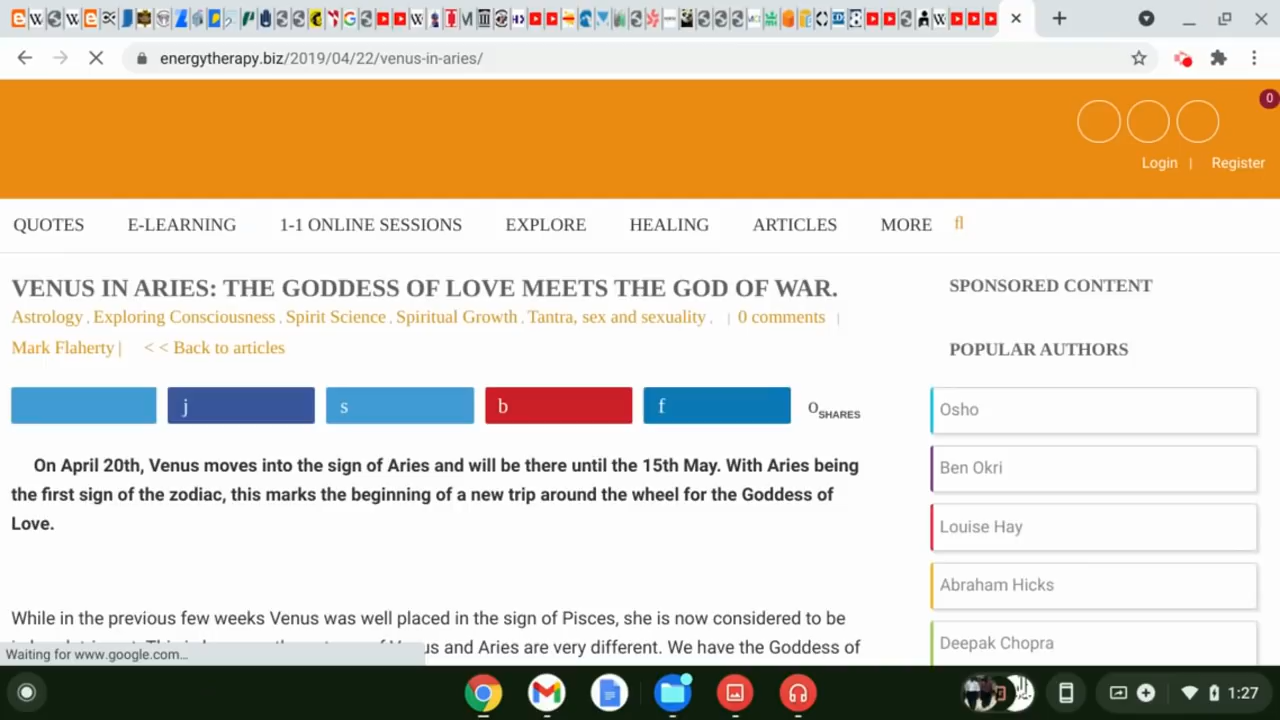 energytherapy.biz/2019/04/22/venus-in-aries/
0
Login | Register
QUOTES E-LEARNING 1-1 ONLINE SESSIONS EXPLORE HEALING ARTICLES MORE
VENUS IN ARIES: THE GODDESS OF LOVE MEETS THE GOD OF WAR.
Astrology , Exploring Consciousness , Spirit Science , Spiritual Growth , Tantra, sex and sexuality , | 0 comments |
Mark Flaherty | < < Back to articles
j s b f 0 SHARES
On April 20th, Venus moves into the sign of Aries and will be there until the 15th May. With Aries being
the first sign of the zodiac, this marks the beginning of a new trip around the wheel for the Goddess of
Love.
While in the previous few weeks Venus was well placed in the sign of Pisces, she is now considered to be
and Aries are very different. We have the Goddess of
SPONSORED CONTENT
POPULAR AUTHORS
Osho
Ben Okri
Louise Hay
Abraham Hicks
Deepak Chopra
Waiting for www.google.com...
1:27